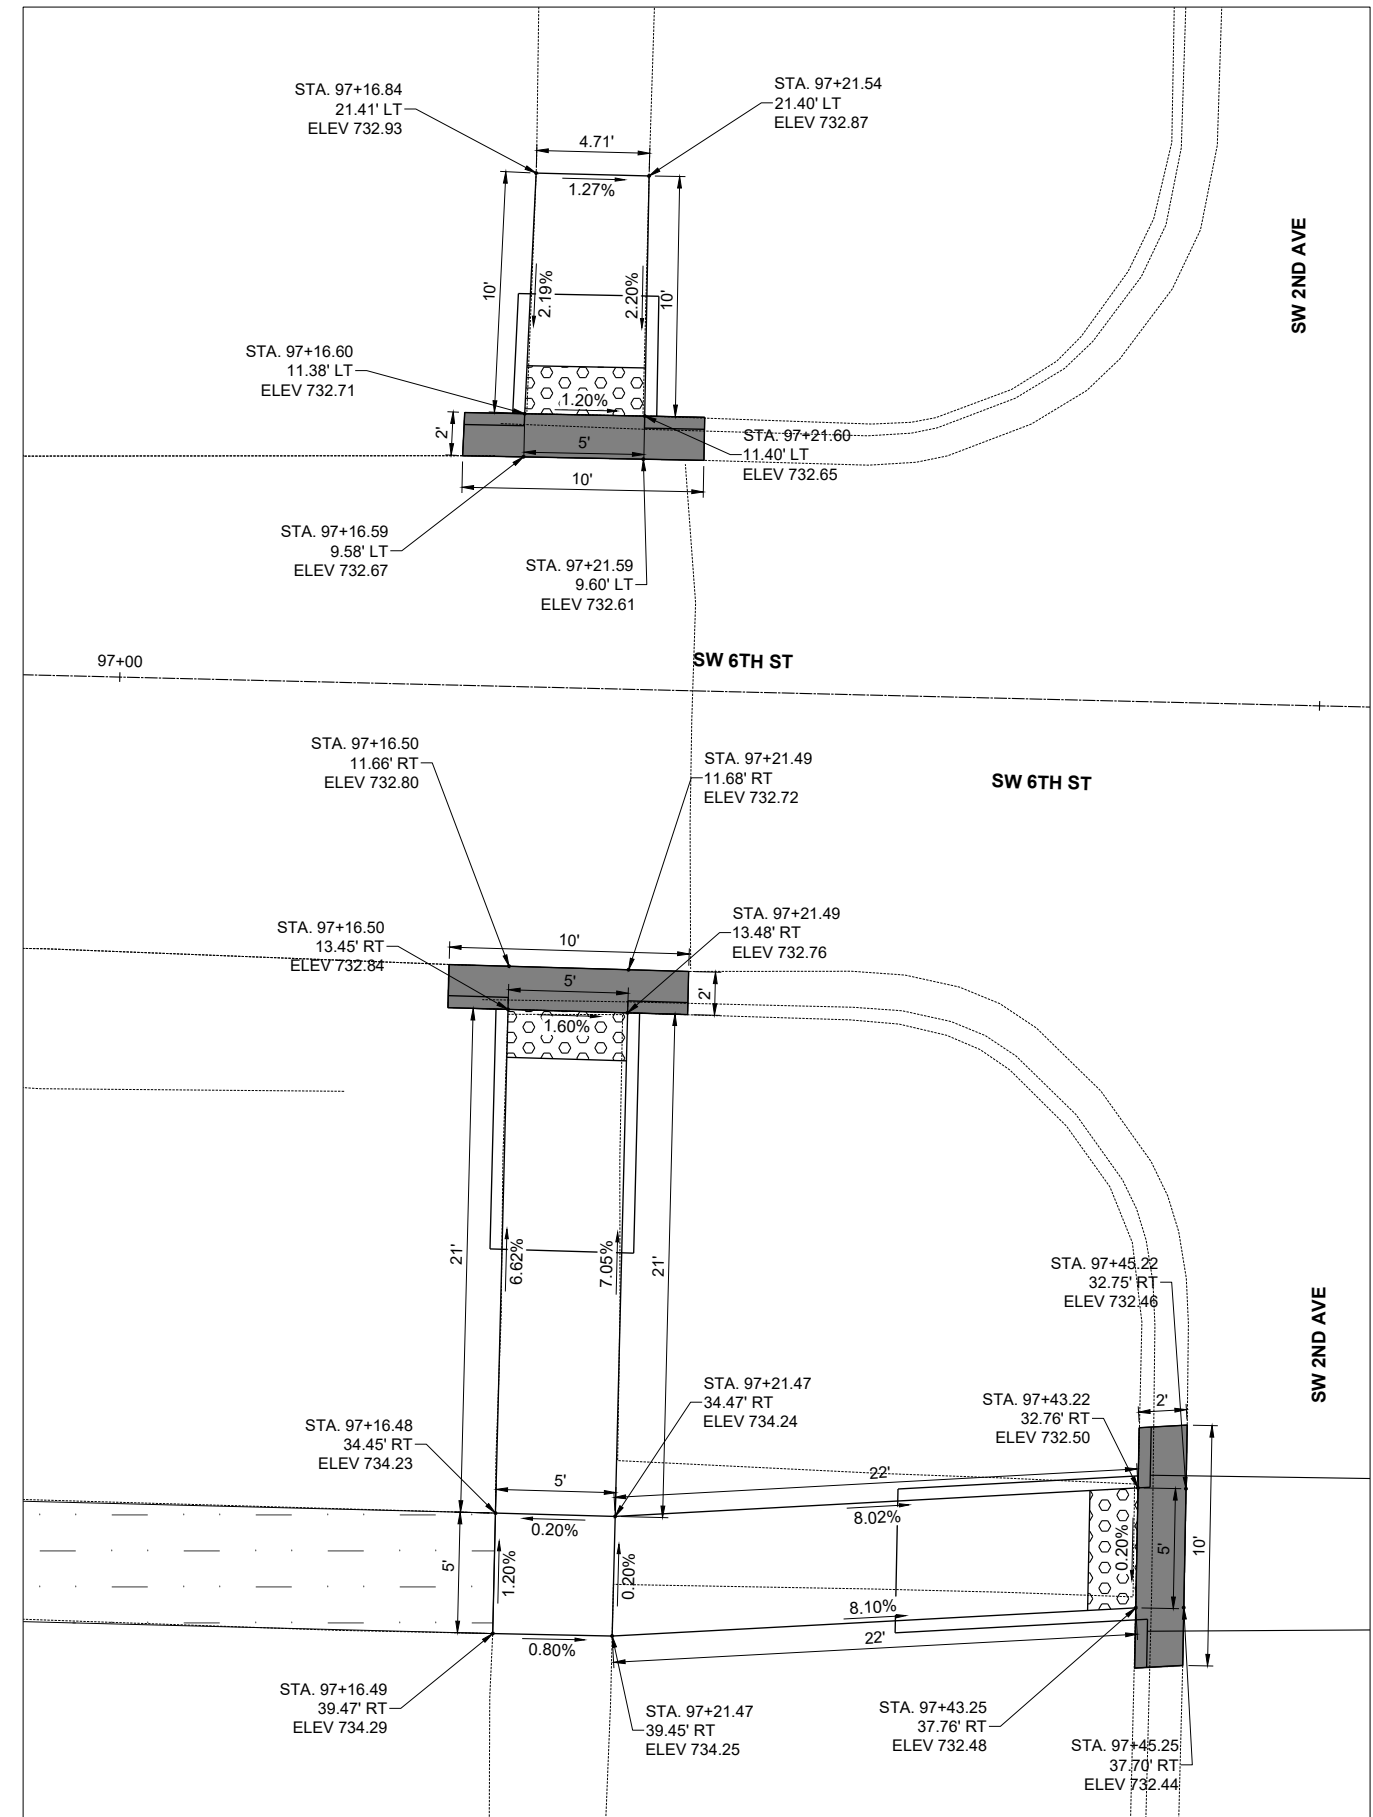 STA. 97+16.84
21.41' LT
ELEV 732.93
STA. 97+21.54
21.40' LT
ELEV 732.87
4.71'
1.27%
10'
2.19%
2.20%
10'
SW 2ND AVE
STA. 97+16.60
11.38' LT
ELEV 732.71
1.20%
2'
5'
10'
STA. 97+21.60
11.40' LT
ELEV 732.65
STA. 97+16.59
9.58' LT
ELEV 732.67
STA. 97+21.59
9.60' LT
ELEV 732.61
97+00
SW 6TH ST
STA. 97+16.50
11.66' RT
ELEV 732.80
STA. 97+21.49
11.68' RT
ELEV 732.72
SW 6TH ST
STA. 97+16.50
13.45' RT
ELEV 732.84
STA. 97+21.49
13.48' RT
ELEV 732.76
10'
5'
2'
1.60%
21'
6.62%
7.05%
21'
STA. 97+45.22
32.75' RT
ELEV 732.46
SW 2ND AVE
STA. 97+21.47
34.47' RT
ELEV 734.24
STA. 97+43.22
32.76' RT
ELEV 732.50
2'
STA. 97+16.48
34.45' RT
ELEV 734.23
5'
22'
0.20%
8.02%
5'
1.20%
0.20%
0.20%
5'
10'
8.10%
0.80%
22'
STA. 97+16.49
39.47' RT
ELEV 734.29
STA. 97+21.47
39.45' RT
ELEV 734.25
STA. 97+43.25
37.76' RT
ELEV 732.48
STA. 97+45.25
37.70' RT
ELEV 732.44